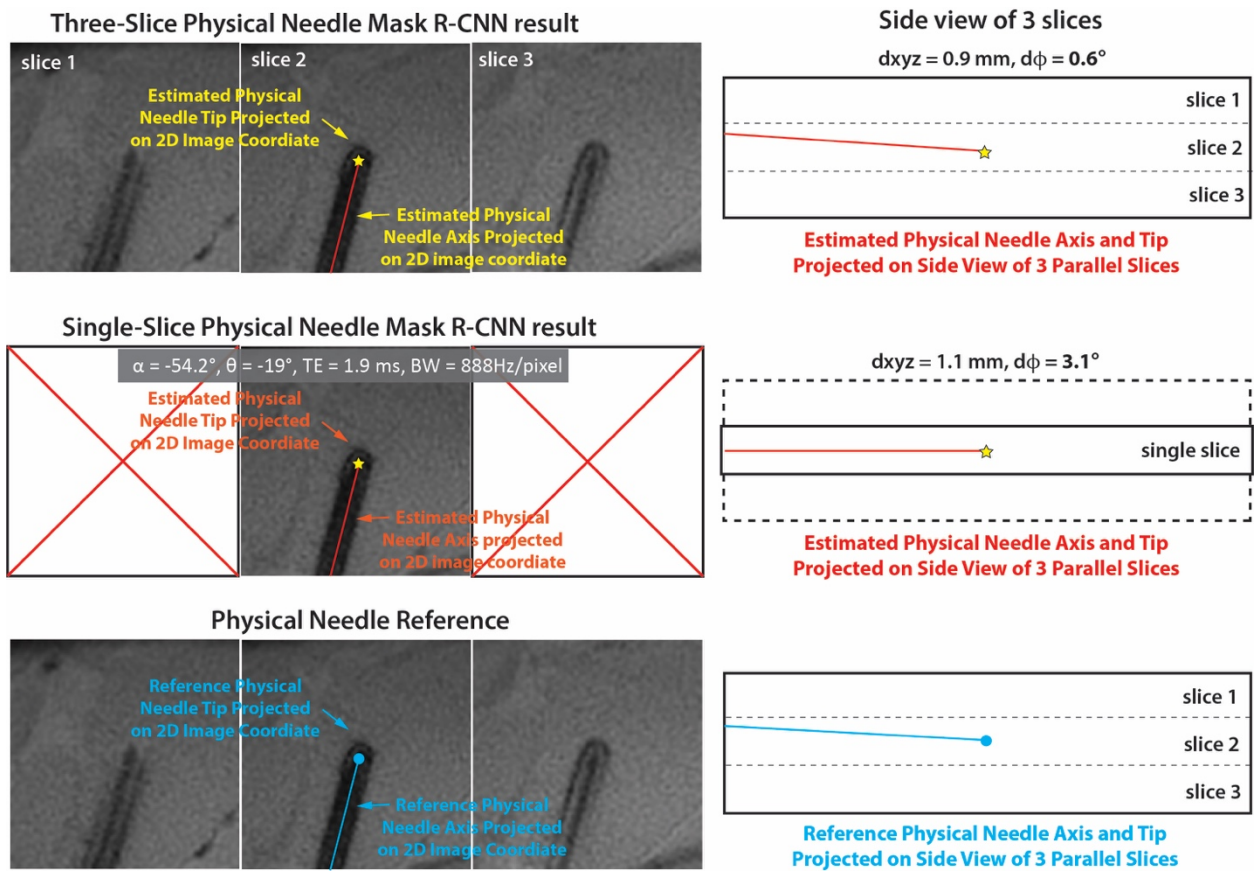 Three-Slice Physical Needle Mask R-CNN result
slice 1
slice 2
slice 3
Estimated Physical
Needle Tip Projected
on 2D Image Coordiate
Estimated Physical
Needle Axis Projected
on 2D image coordiate
Side view of 3 slices
dxyz = 0.9 mm, dϕ = 0.6°
slice 1
slice 2
slice 3
Estimated Physical Needle Axis and Tip
Projected on Side View of 3 Parallel Slices
Single-Slice Physical Needle Mask R-CNN result
α = -54.2°, θ = -19°, TE = 1.9 ms, BW = 888Hz/pixel
Estimated Physical
Needle Tip Projected
on 2D Image Coordiate
Estimated Physical
Needle Axis projected
on 2D image coordiate
dxyz = 1.1 mm, dϕ = 3.1°
single slice
Estimated Physical Needle Axis and Tip
Projected on Side View of 3 Parallel Slices
Physical Needle Reference
Reference Physical
Needle Tip Projected
on 2D Image Coordiate
Reference Physical
Needle Axis Projected
on 2D Image Coordiate
slice 1
slice 2
slice 3
Reference Physical Needle Axis and Tip
Projected on Side View of 3 Parallel Slices